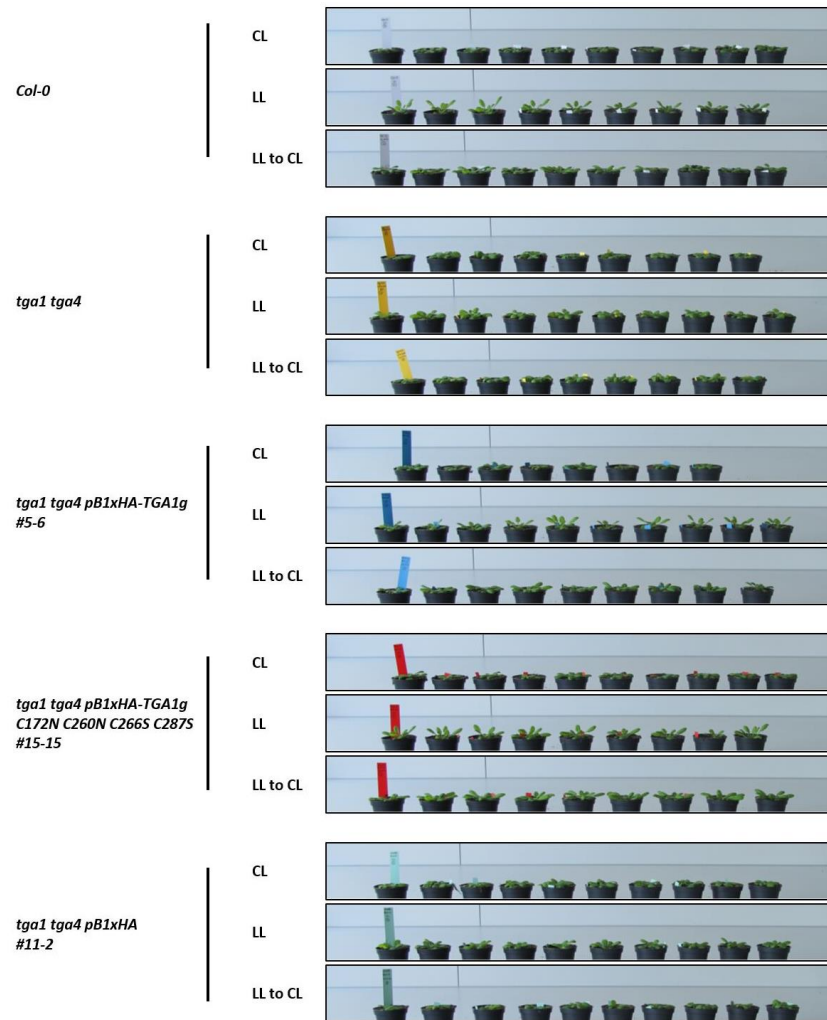 CL
Col-0
LL
LL to CL
CL
tga1 tga4
LL
LL to CL
CL
tga1 tga4 pB1xHA-TGA1g
#5-6
LL
LL to CL
CL
tga1 tga4 pB1xHA-TGA1g
C172N C260N C266S C287S
#15-15
LL
LL to CL
CL
tga1 tga4 pB1xHA
#11-2
LL
LL to CL